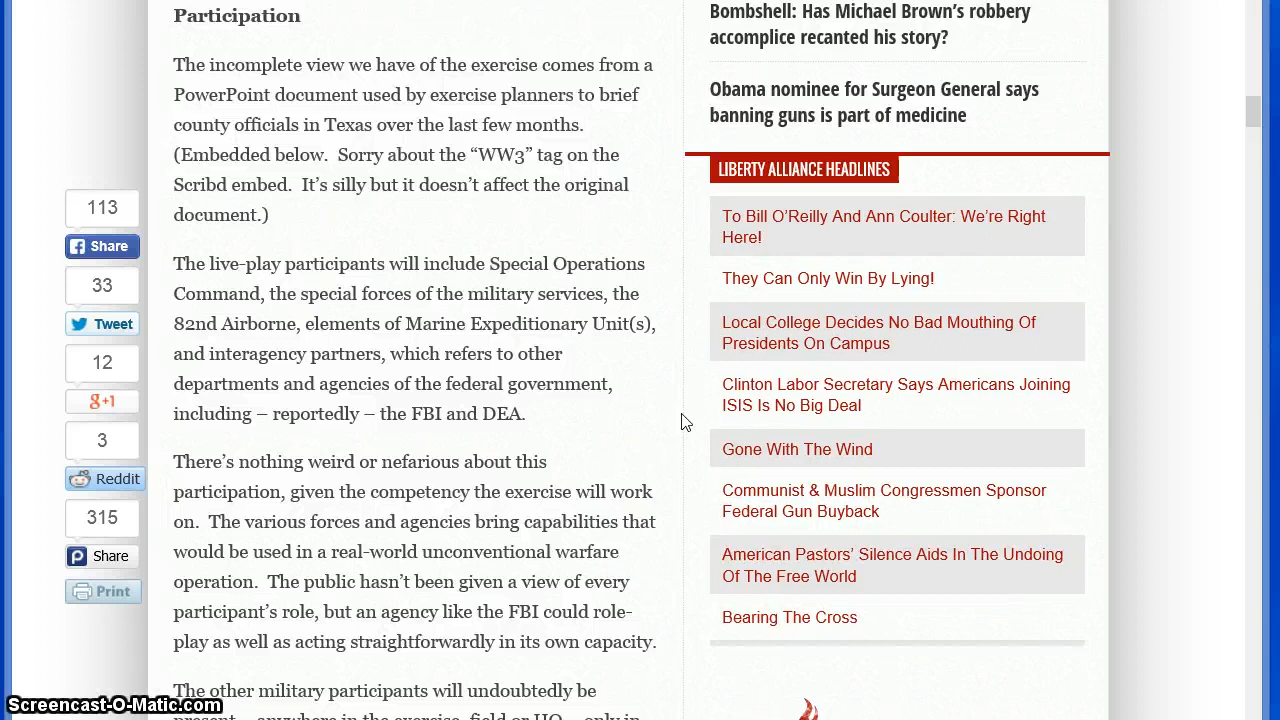 Participation
The incomplete view we have of the exercise comes from a
PowerPoint document used by exercise planners to brief
county officials in Texas over the last few months.
(Embedded below.  Sorry about the “WW3” tag on the
Scribd embed.  It’s silly but it doesn’t affect the original
document.)
The live-play participants will include Special Operations
Command, the special forces of the military services, the
82nd Airborne, elements of Marine Expeditionary Unit(s),
and interagency partners, which refers to other
departments and agencies of the federal government,
including – reportedly – the FBI and DEA.
There’s nothing weird or nefarious about this
participation, given the competency the exercise will work
on.  The various forces and agencies bring capabilities that
would be used in a real-world unconventional warfare
operation.  The public hasn’t been given a view of every
participant’s role, but an agency like the FBI could role-
play as well as acting straightforwardly in its own capacity.
The other military participants will undoubtedly be
present – anywhere in the exercise, field or HQ – only in
113
Share
33
Tweet
12
g+1
3
Reddit
315
Share
Print
Bombshell: Has Michael Brown’s robbery
accomplice recanted his story?
Obama nominee for Surgeon General says
banning guns is part of medicine
LIBERTY ALLIANCE HEADLINES
To Bill O’Reilly And Ann Coulter: We’re Right
Here!
They Can Only Win By Lying!
Local College Decides No Bad Mouthing Of
Presidents On Campus
Clinton Labor Secretary Says Americans Joining
ISIS Is No Big Deal
Gone With The Wind
Communist & Muslim Congressmen Sponsor
Federal Gun Buyback
American Pastors’ Silence Aids In The Undoing
Of The Free World
Bearing The Cross
Screencast-O-Matic.com